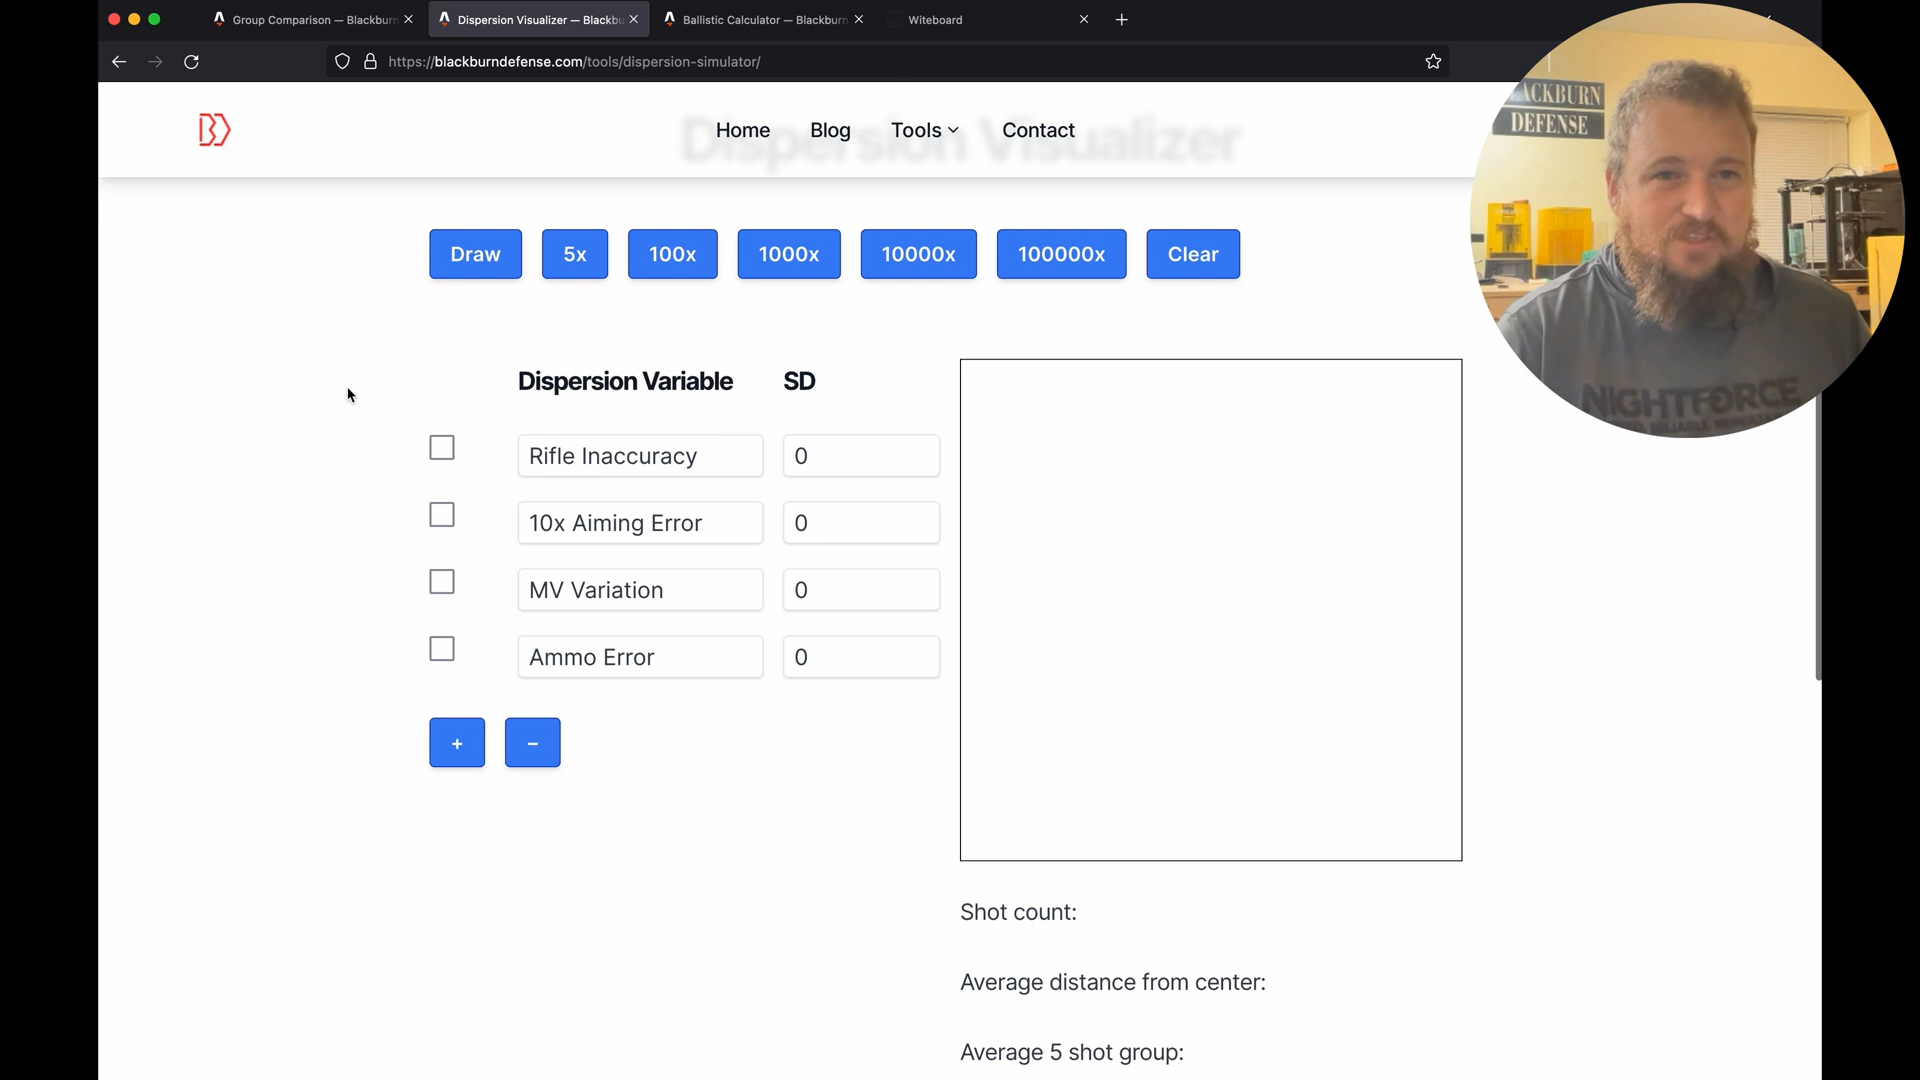 Group Comparison — Blackburn
Dispersion Visualizer — Blackbu
Ballistic Calculator — Blackburn
Witeboard
https://blackburndefense.com/tools/dispersion-simulator/
Dispersion Visualizer
Home
Blog
Tools
Contact
BLACKBURN
DEFENSE
Draw
5x
100x
1000x
10000x
100000x
Clear
Dispersion Variable
SD
Rifle Inaccuracy
0
10x Aiming Error
0
MV Variation
0
Ammo Error
0
+
−
NIGHTFORCE
Shot count:
Average distance from center:
Average 5 shot group: